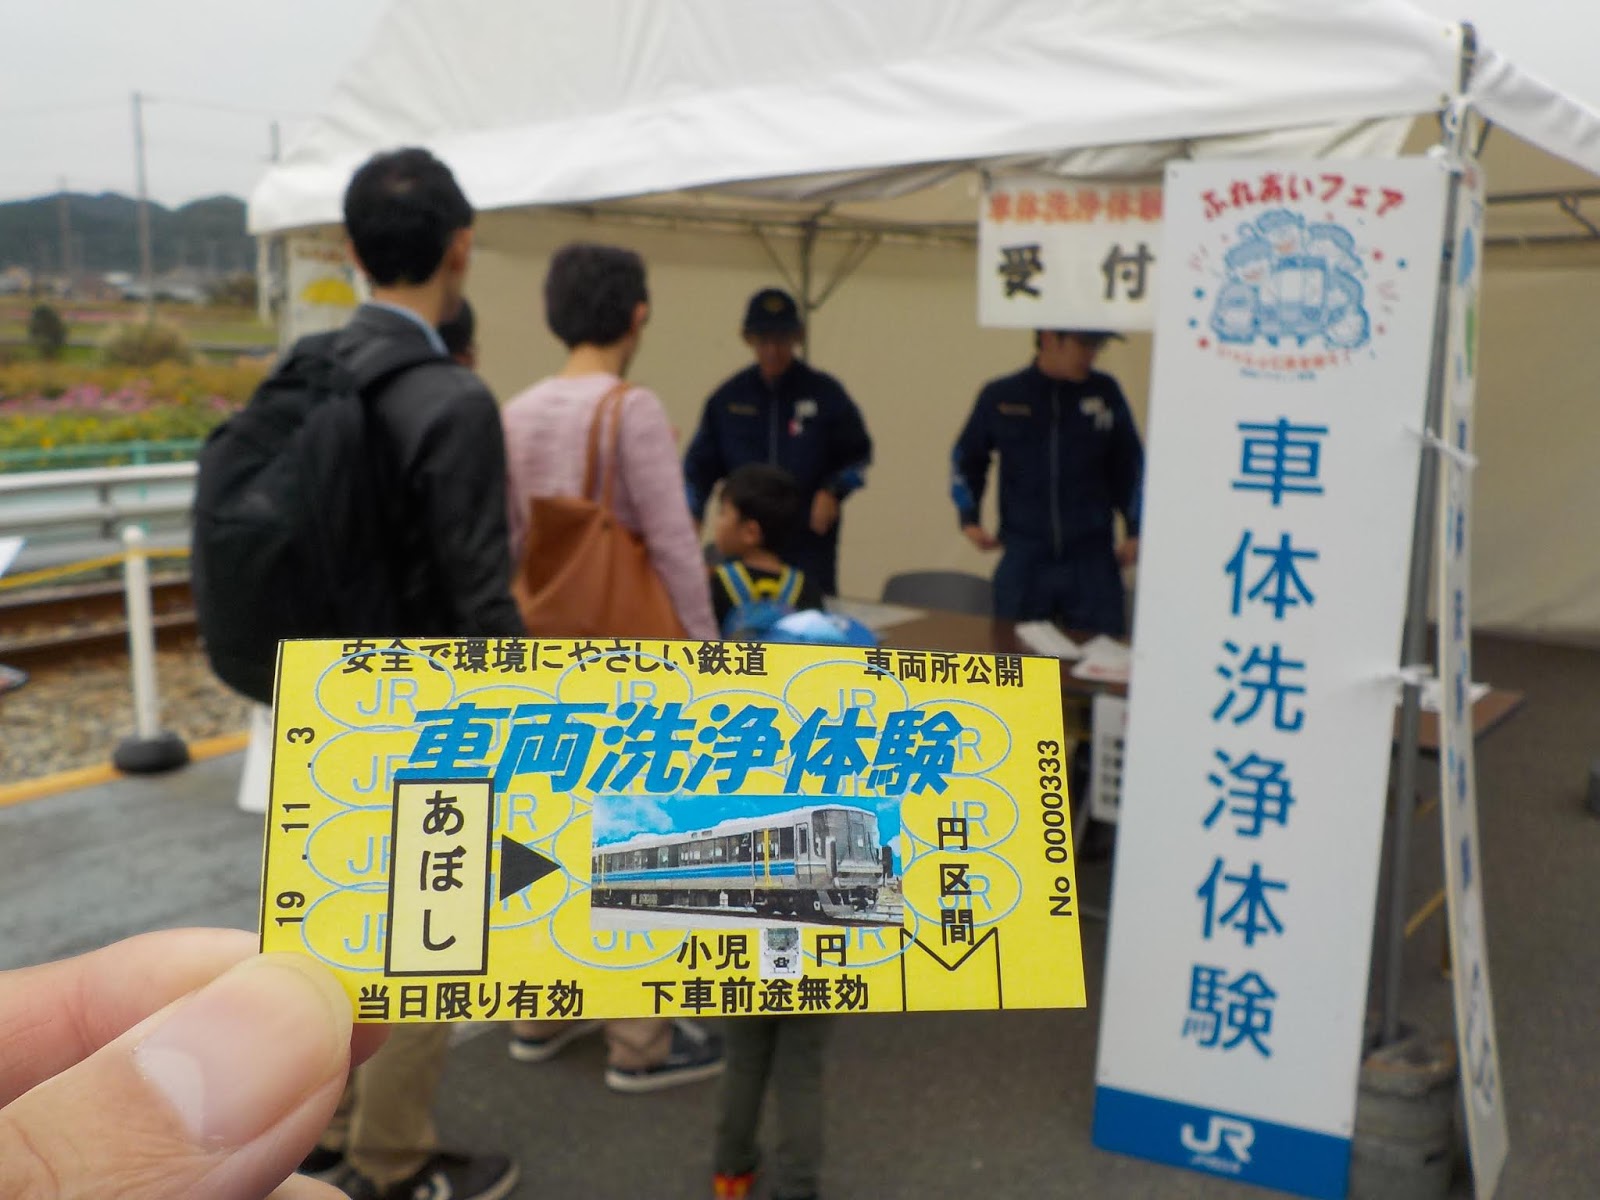 車体洗浄体験
受付
ふれあいフェア
車体洗浄体験
JR
安全で環境にやさしい鉄道 車両所公開
車両洗浄体験
19.11.3
あぼし
円区間
No 0000333
小児 円
当日限り有効 下車前途無効